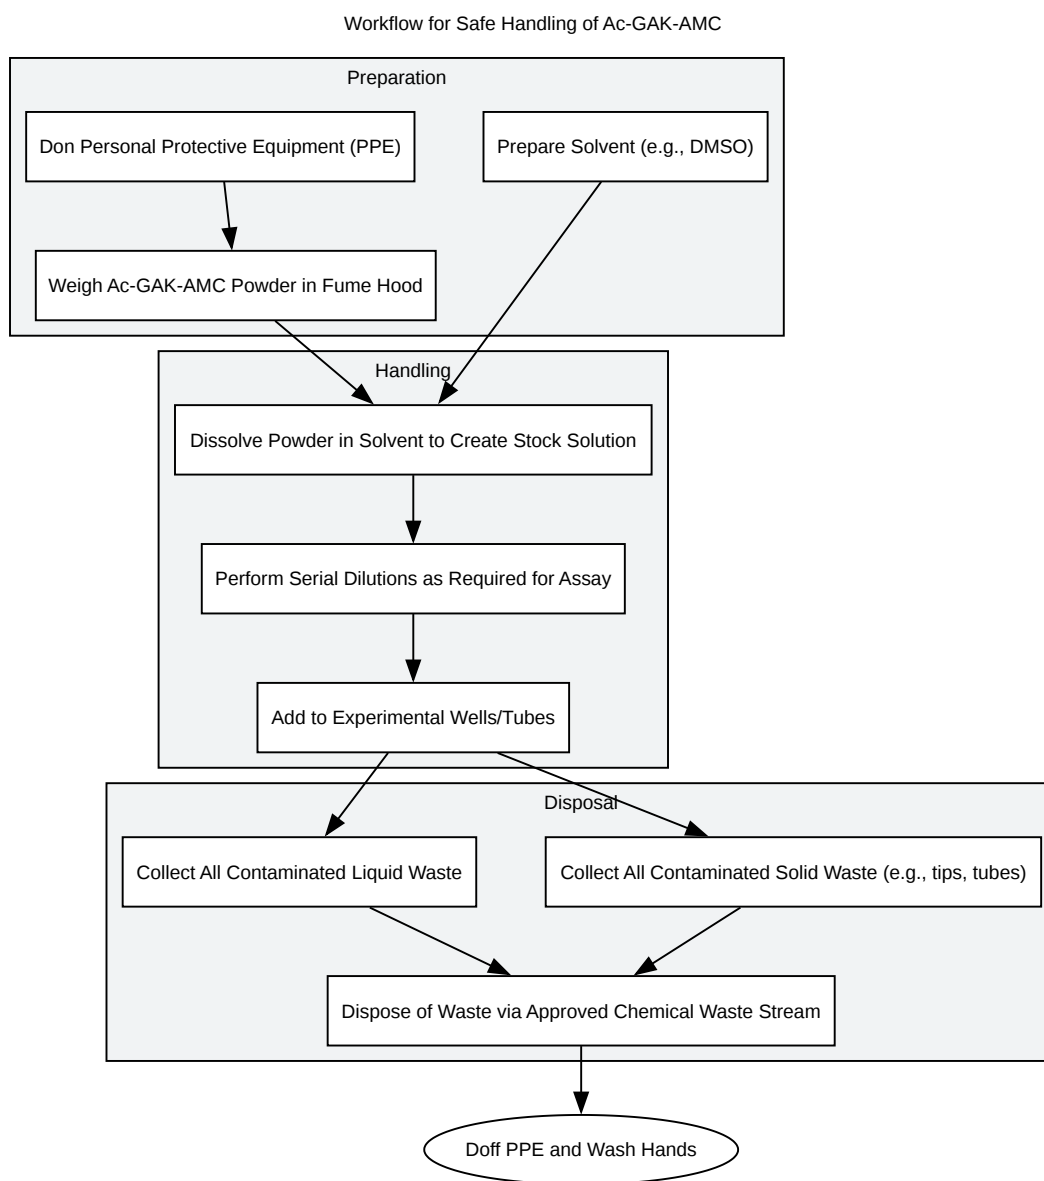 Workflow for Safe Handling of Ac-GAK-AMC
Preparation
Don Personal Protective Equipment (PPE)
Prepare Solvent (e.g., DMSO)
Weigh Ac-GAK-AMC Powder in Fume Hood
Handling
Dissolve Powder in Solvent to Create Stock Solution
Perform Serial Dilutions as Required for Assay
Add to Experimental Wells/Tubes
Disposal
Collect All Contaminated Liquid Waste
Collect All Contaminated Solid Waste (e.g., tips, tubes)
Dispose of Waste via Approved Chemical Waste Stream
Doff PPE and Wash Hands